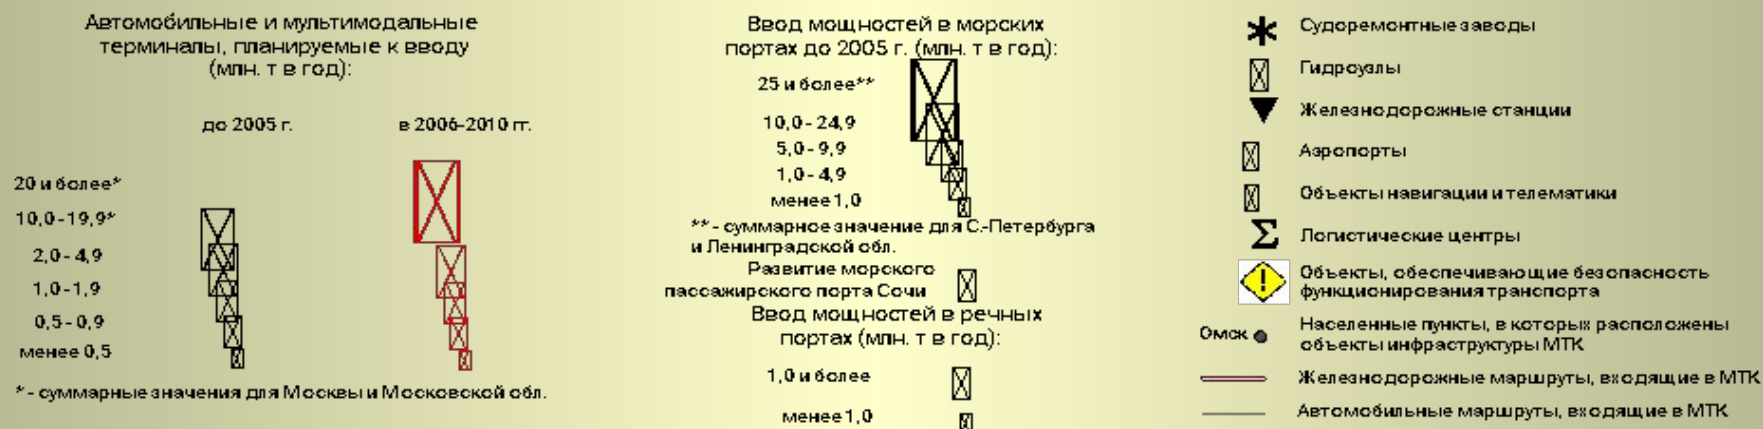 Автомобильные и мультимодальные
терминалы, планируемые к вводу
(млн. т в год):
до 2005 г.
в 2006-2010 гг.
20 и более*
10,0-19,9*
2,0-4,9
1,0-1,9
0,5-0,9
менее 0,5
* - суммарные значения для Москвы и Московской обл.
Ввод мощностей в морских
портах до 2005 г. (млн. т в год):
25 и более**
10,0-24,9
5,0-9,9
1,0-4,9
менее 1,0
** - суммарное значение для С.-Петербурга
и Ленинградской обл.
Развитие морского
пассажирского порта Сочи
Ввод мощностей в речных
портах (млн. т в год):
1,0 и более
менее 1,0
Судоремонтные заводы
Гидроузлы
Железнодорожные станции
Аэропорты
Объекты навигации и телематики
Σ Логистические центры
Объекты, обеспечивающие безопасность
функционирования транспорта
Омск Населенные пункты, в которых расположены
объекты инфраструктуры МТК
Железнодорожные маршруты, входящие в МТК
Автомобильные маршруты, входящие в МТК